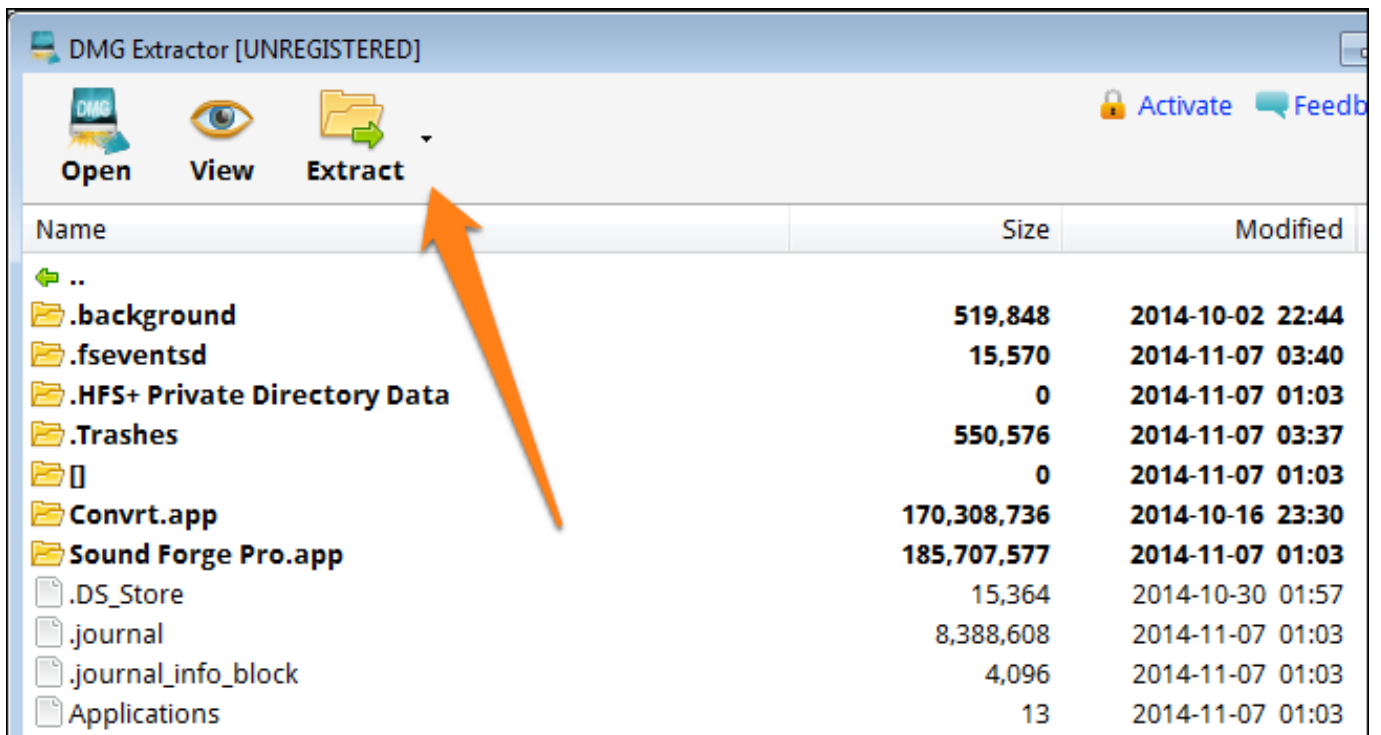 DMG Extractor [UNREGISTERED]
DMG
Activate Feedb
Open View Extract
Name Size Modified
..
.background 519,848 2014-10-02 22:44
.fseventsd 15,570 2014-11-07 03:40
.HFS+ Private Directory Data 0 2014-11-07 01:03
.Trashes 550,576 2014-11-07 03:37
[] 0 2014-11-07 01:03
Convrt.app 170,308,736 2014-10-16 23:30
Sound Forge Pro.app 185,707,577 2014-11-07 01:03
.DS_Store 15,364 2014-10-30 01:57
.journal 8,388,608 2014-11-07 01:03
.journal_info_block 4,096 2014-11-07 01:03
Applications 13 2014-11-07 01:03